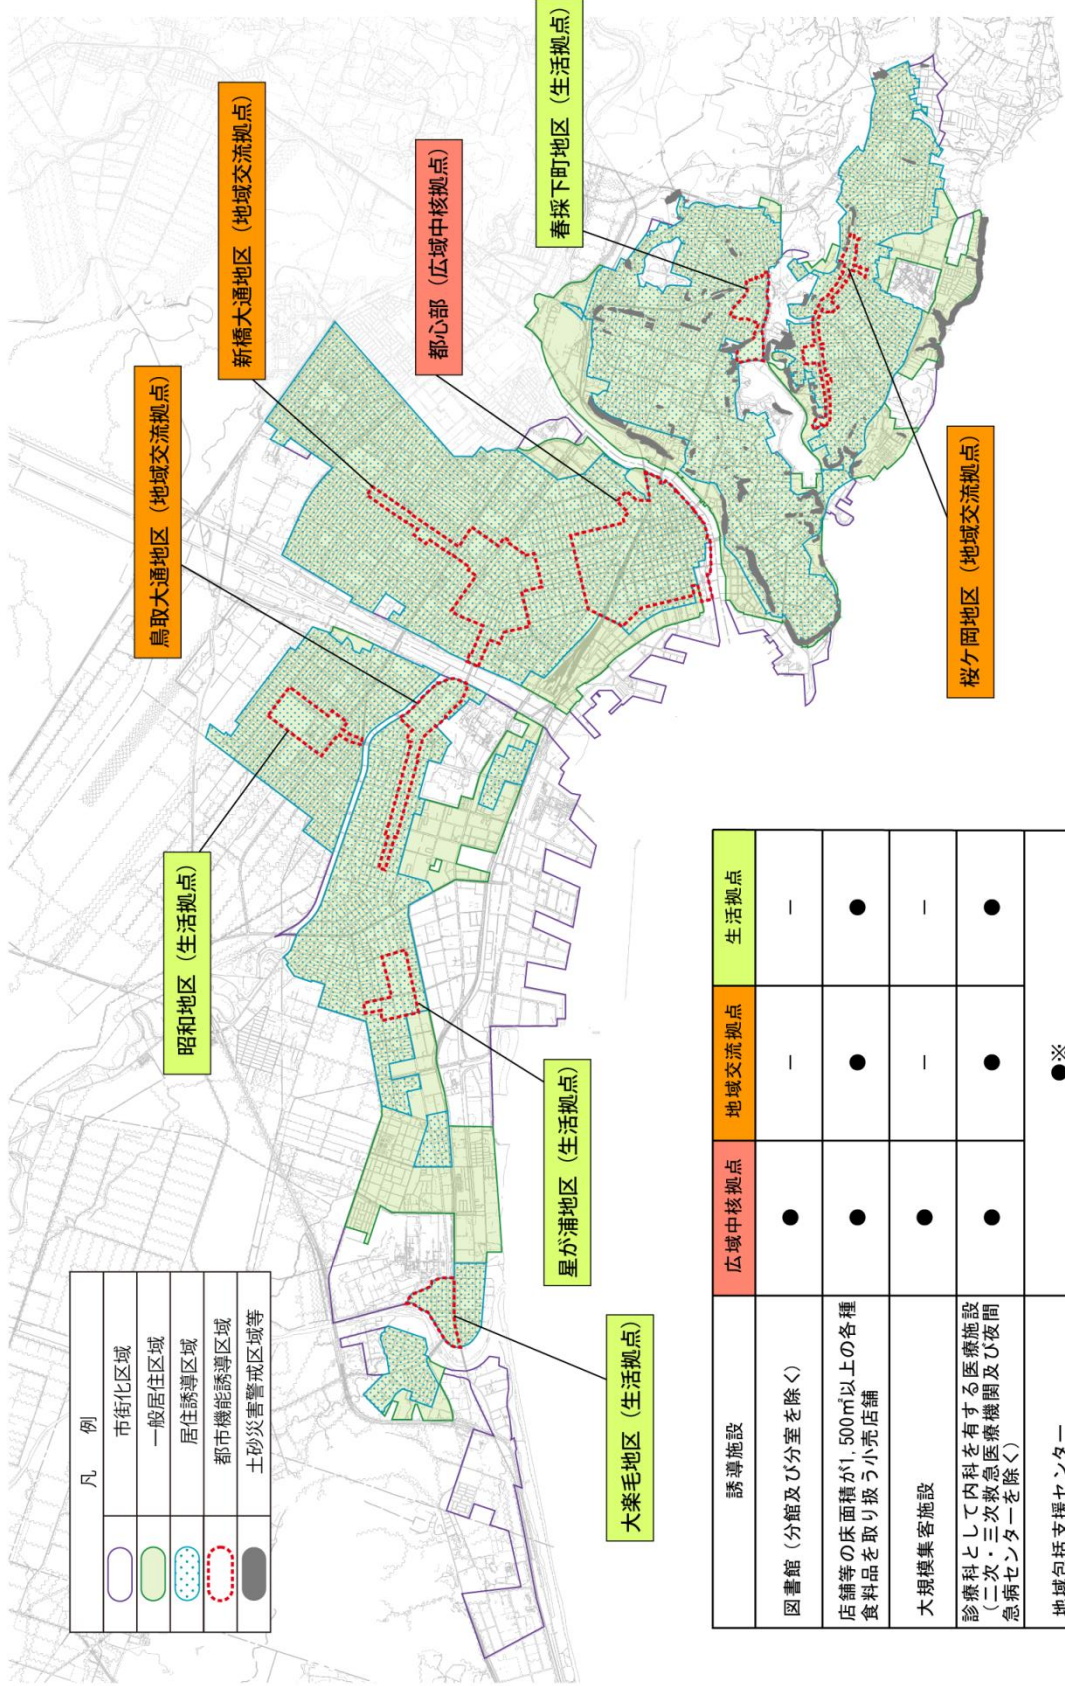 凡 例
市街化区域
一般居住区域
居住誘導区域
都市機能誘導区域
土砂災害警戒区域等
大楽毛地区（生活拠点）
星が浦地区（生活拠点）
昭和地区（生活拠点）
鳥取大通地区（地域交流拠点）
新橋大通地区（地域交流拠点）
都心部（広域中核拠点）
春採下町地区（生活拠点）
桜ケ岡地区（地域交流拠点）
誘導施設 広域中核拠点 地域交流拠点 生活拠点
図書館（分館及び分室を除く） ● － －
店舗等の床面積が1,500㎡以上の各種
食料品を取り扱う小売店舗 ● ● ●
大規模集客施設 ● － －
診療科として内科を有する医療施設
（二次・三次救急医療機関及び夜間
急病センターを除く） ● ● ●
地域包括支援センター ●※